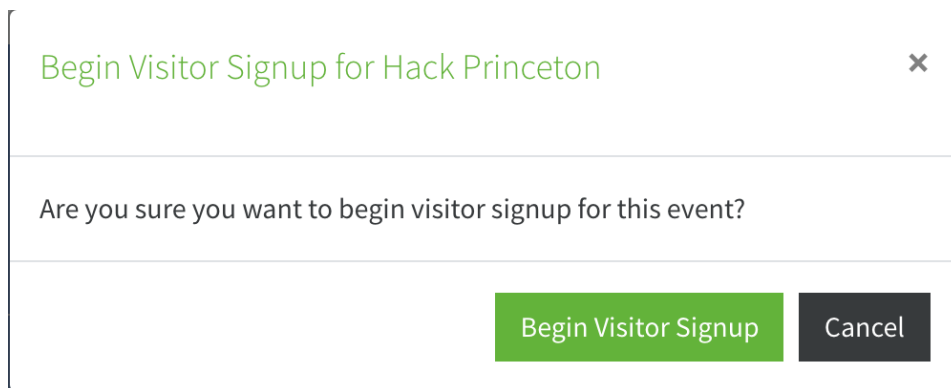 Begin Visitor Signup for Hack Princeton
×
Are you sure you want to begin visitor signup for this event?
Begin Visitor Signup
Cancel